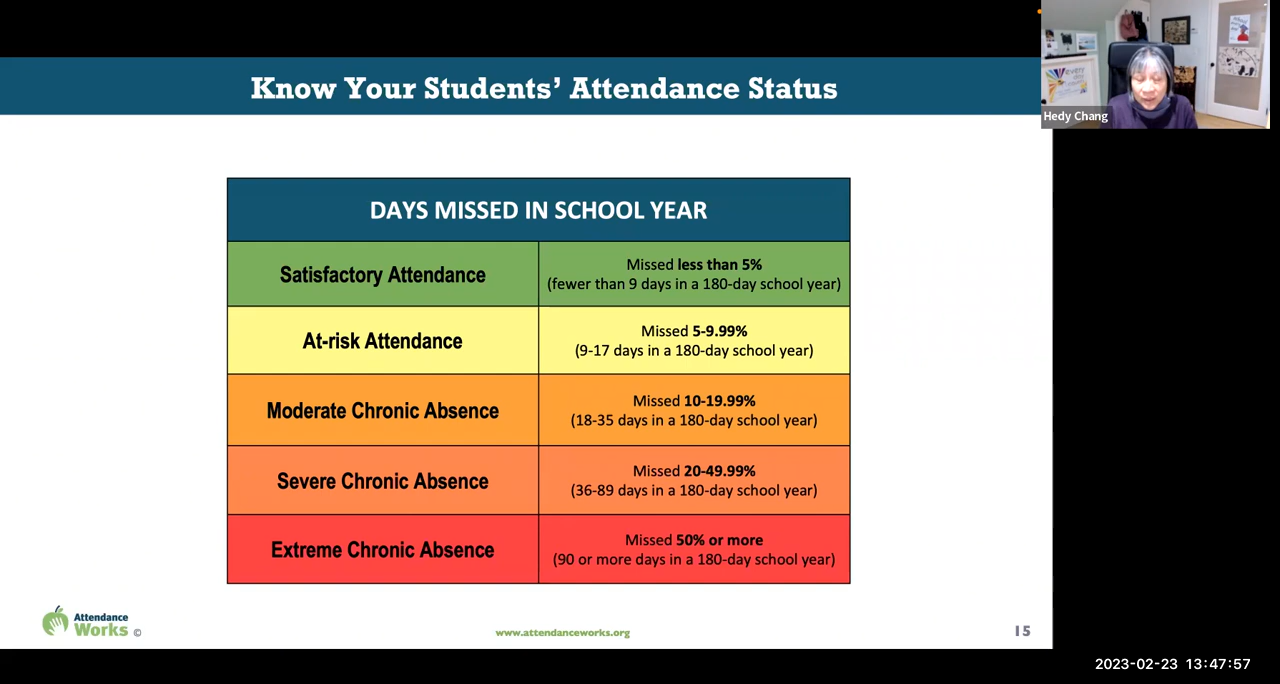 Know Your Students’ Attendance Status
Hedy Chang
DAYS MISSED IN SCHOOL YEAR
Satisfactory Attendance
Missed less than 5%
(fewer than 9 days in a 180-day school year)
At-risk Attendance
Missed 5-9.99%
(9-17 days in a 180-day school year)
Moderate Chronic Absence
Missed 10-19.99%
(18-35 days in a 180-day school year)
Severe Chronic Absence
Missed 20-49.99%
(36-89 days in a 180-day school year)
Extreme Chronic Absence
Missed 50% or more
(90 or more days in a 180-day school year)
Attendance
Works ©
www.attendanceworks.org
15
2023-02-23 13:47:57